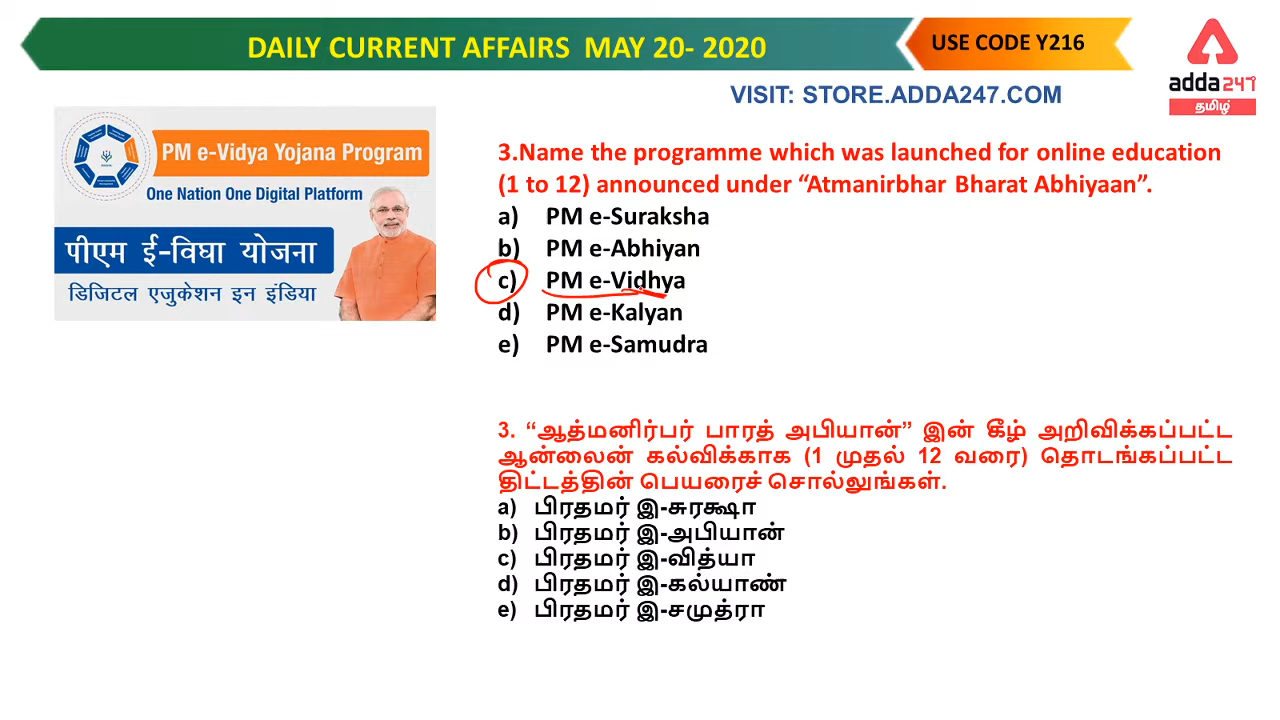 DAILY CURRENT AFFAIRS MAY 20- 2020
USE CODE Y216
adda247
தமிழ்
VISIT: STORE.ADDA247.COM
PM e-Vidya Yojana Program
One Nation One Digital Platform
पीएम ई-विद्या योजना
डिजिटल एजुकेशन इन इंडिया
3.Name the programme which was launched for online education
(1 to 12) announced under “Atmanirbhar Bharat Abhiyaan”.
a) PM e-Suraksha
b) PM e-Abhiyan
c) PM e-Vidhya
d) PM e-Kalyan
e) PM e-Samudra
3. “ஆத்மனிர்பர் பாரத் அபியான்” இன் கீழ் அறிவிக்கப்பட்ட
ஆன்லைன் கல்விக்காக (1 முதல் 12 வரை) தொடங்கப்பட்ட
திட்டத்தின் பெயரைச் சொல்லுங்கள்.
a) பிரதமர் இ-சுரக்ஷா
b) பிரதமர் இ-அபியான்
c) பிரதமர் இ-வித்யா
d) பிரதமர் இ-கல்யாண்
e) பிரதமர் இ-சமுத்ரா